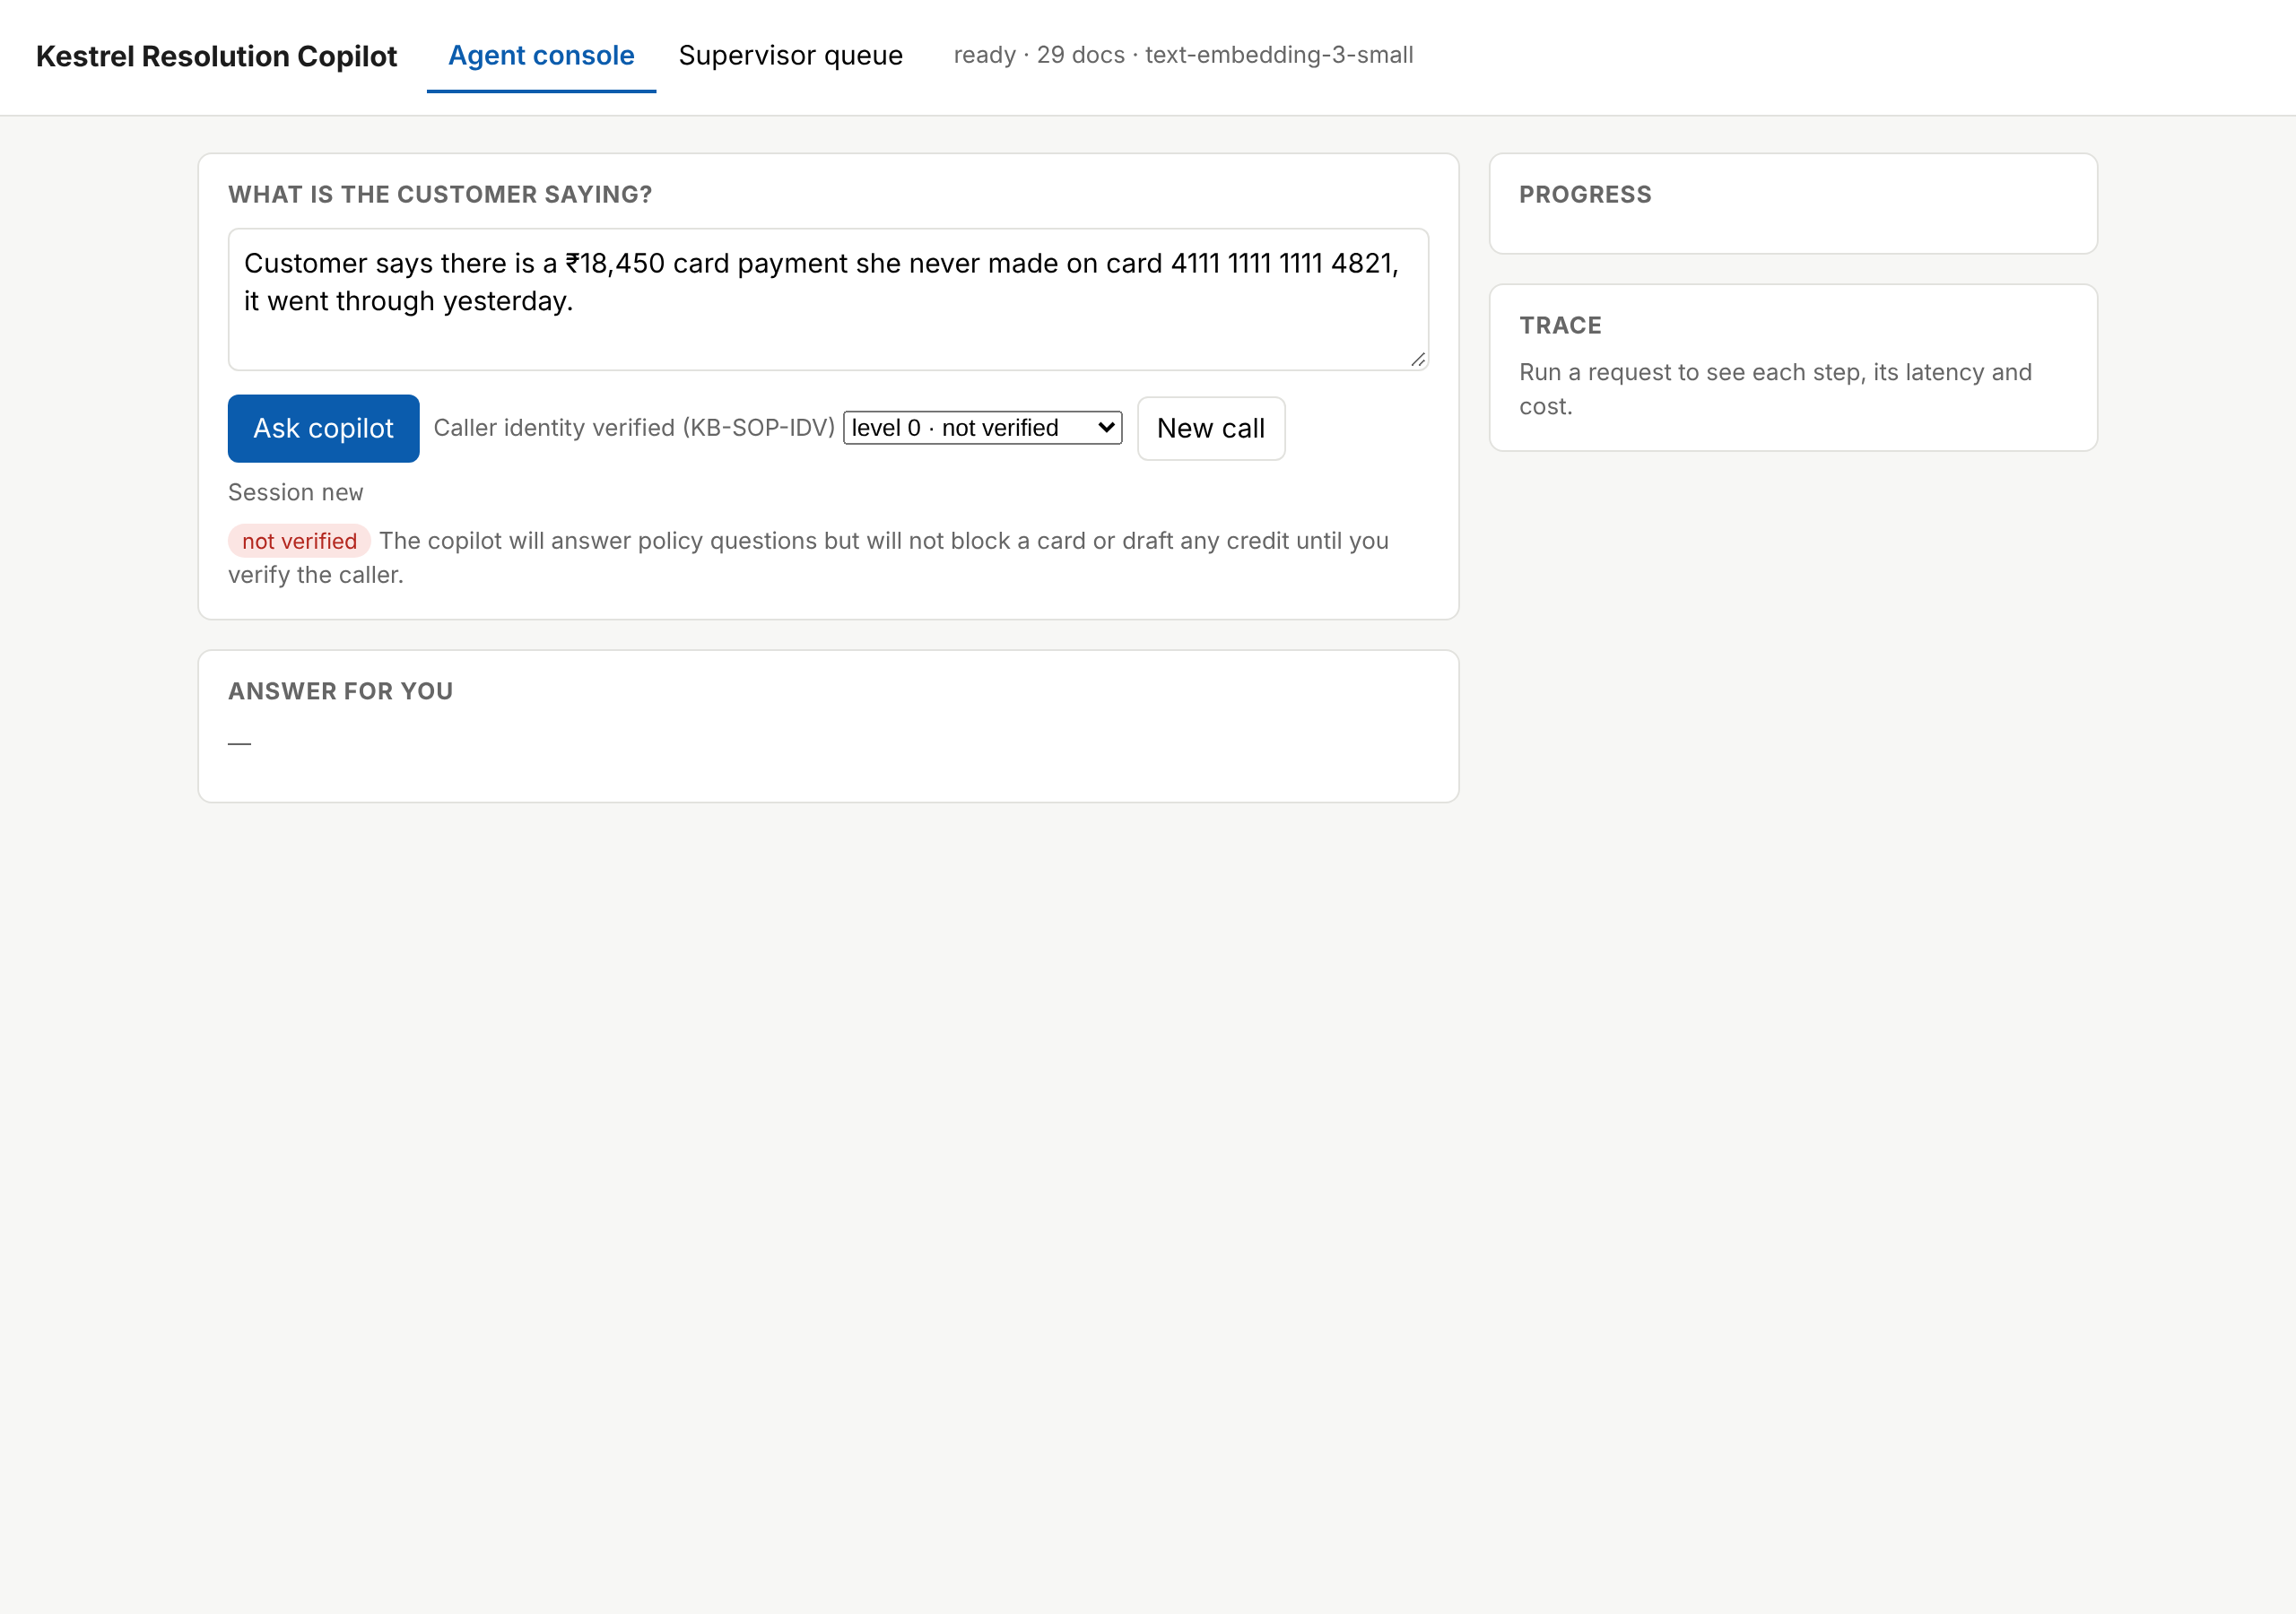 Kestrel Resolution Copilot
Agent console
Supervisor queue
ready · 29 docs · text-embedding-3-small
WHAT IS THE CUSTOMER SAYING?
Customer says there is a ₹18,450 card payment she never made on card 4111 1111 1111 4821,
it went through yesterday.
Ask copilot
Caller identity verified (KB-SOP-IDV)
level 0 · not verified
New call
Session new
not verified The copilot will answer policy questions but will not block a card or draft any credit until you
verify the caller.
ANSWER FOR YOU
—
PROGRESS
TRACE
Run a request to see each step, its latency and
cost.